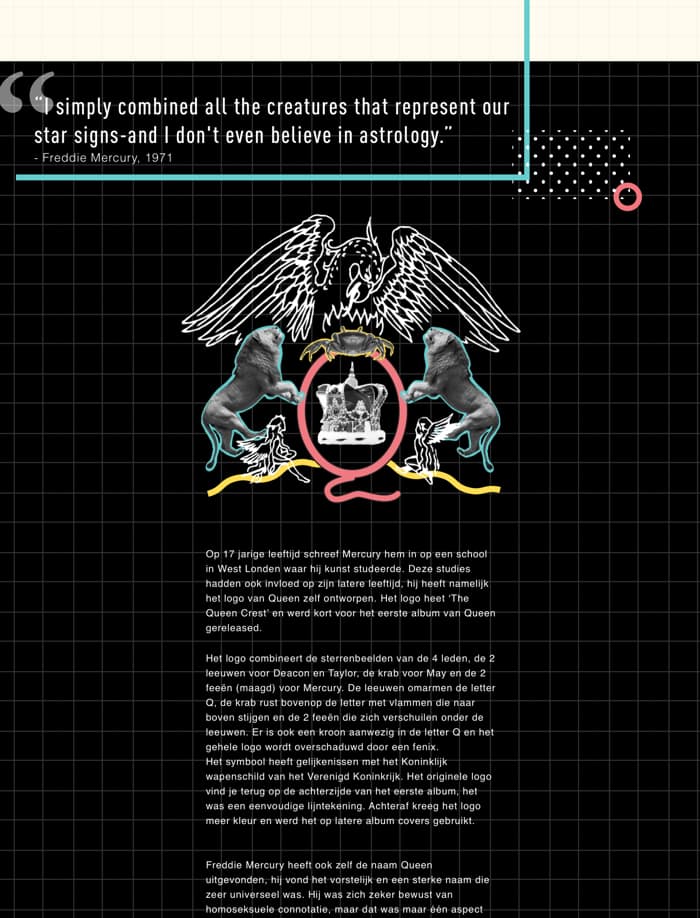 “I simply combined all the creatures that represent our
star signs-and I don't even believe in astrology.”
- Freddie Mercury, 1971
Op 17 jarige leeftijd schreef Mercury hem in op een school
in West Londen waar hij kunst studeerde. Deze studies
hadden ook invloed op zijn latere leeftijd, hij heeft namelijk
het logo van Queen zelf ontworpen. Het logo heet ‘The
Queen Crest’ en werd kort voor het eerste album van Queen
gereleased.
Het logo combineert de sterrenbeelden van de 4 leden, de 2
leeuwen voor Deacon en Taylor, de krab voor May en de 2
feeën (maagd) voor Mercury. De leeuwen omarmen de letter
Q, de krab rust bovenop de letter met vlammen die naar
boven stijgen en de 2 feeën die zich verschuilen onder de
leeuwen. Er is ook een kroon aanwezig in de letter Q en het
gehele logo wordt overschaduwd door een fenix.
Het symbool heeft gelijkenissen met het Koninklijk
wapenschild van het Verenigd Koninkrijk. Het originele logo
vind je terug op de achterzijde van het eerste album, het
was een eenvoudige lijntekening. Achteraf kreeg het logo
meer kleur en werd het op latere album covers gebruikt.
Freddie Mercury heeft ook zelf de naam Queen
uitgevonden, hij vond het vorstelijk en een sterke naam die
zeer universeel was. Hij was zich zeker bewust van
homoseksuele connotatie, maar dat was maar één aspect